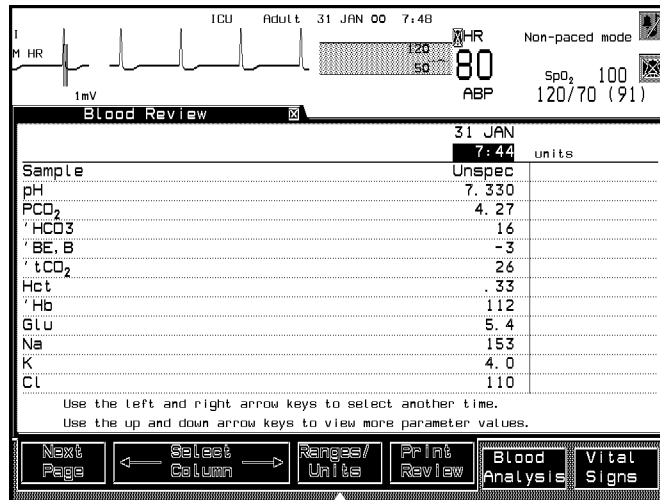 ICU Adult 31 JAN 00 7:48
I
M HR
1mV
120
50
HR
80
ABP
Non-paced mode
SpO₂ 100
120/70 (91)
Blood Review
31 JAN
7:44 units
Sample Unspec
pH 7.330
PCO₂ 4.27
'HCO3 16
'BE,B -3
'tCO₂ 26
Hct .33
'Hb 112
Glu 5.4
Na 153
K 4.0
Cl 110
Use the left and right arrow keys to select another time.
Use the up and down arrow keys to view more parameter values.
Next Page
Select Column
Ranges/ Units
Print Review
Blood Analysis
Vital Signs